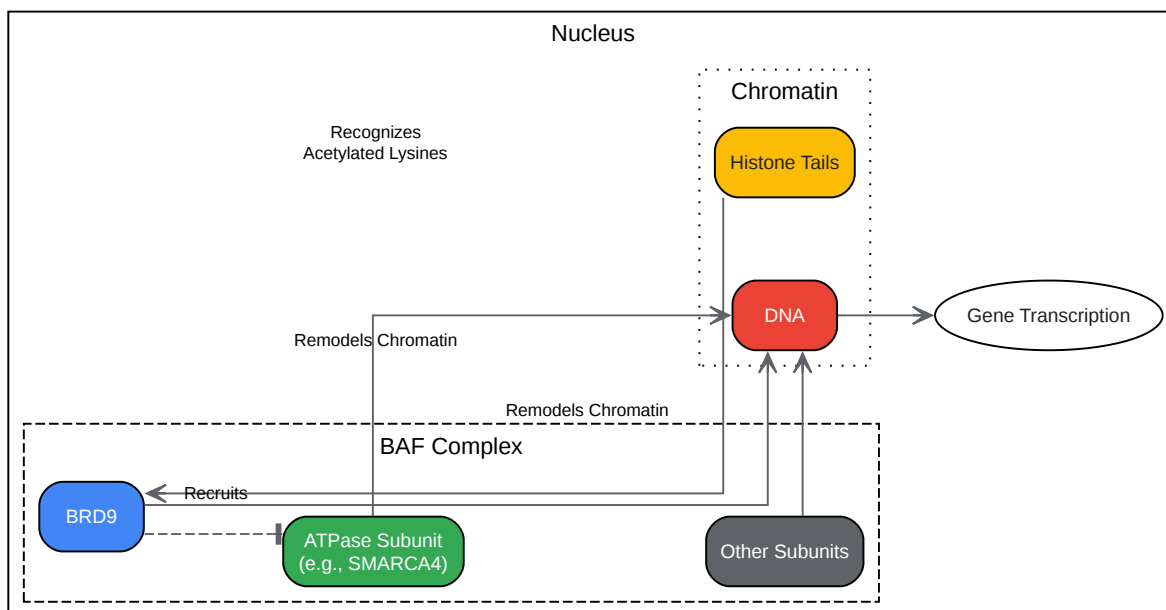 Nucleus
Chromatin
Recognizes
Acetylated Lysines
Histone Tails
DNA
Gene Transcription
Remodels Chromatin
Remodels Chromatin
BAF Complex
Recruits
BRD9
ATPase Subunit
(e.g., SMARCA4)
Other Subunits